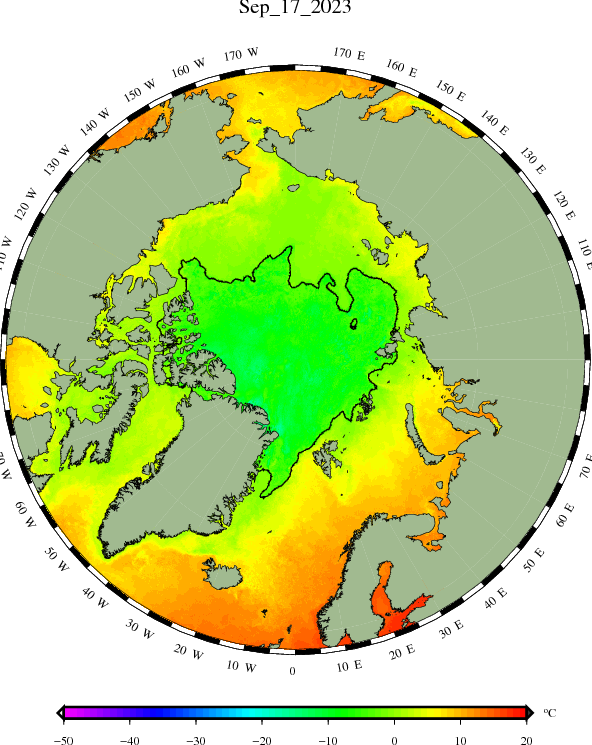 Sep_17_2023
170 W
170 E
160 W
160 E
150 W
150 E
140 W
140 E
130 W
130 E
120 W
120 E
110 E
70 E
60 W
60 E
50 W
50 E
40 W
40 E
30 W
30 E
20 W
20 E
10 W
10 E
0
°C
−50 −40 −30 −20 −10 0 10 20